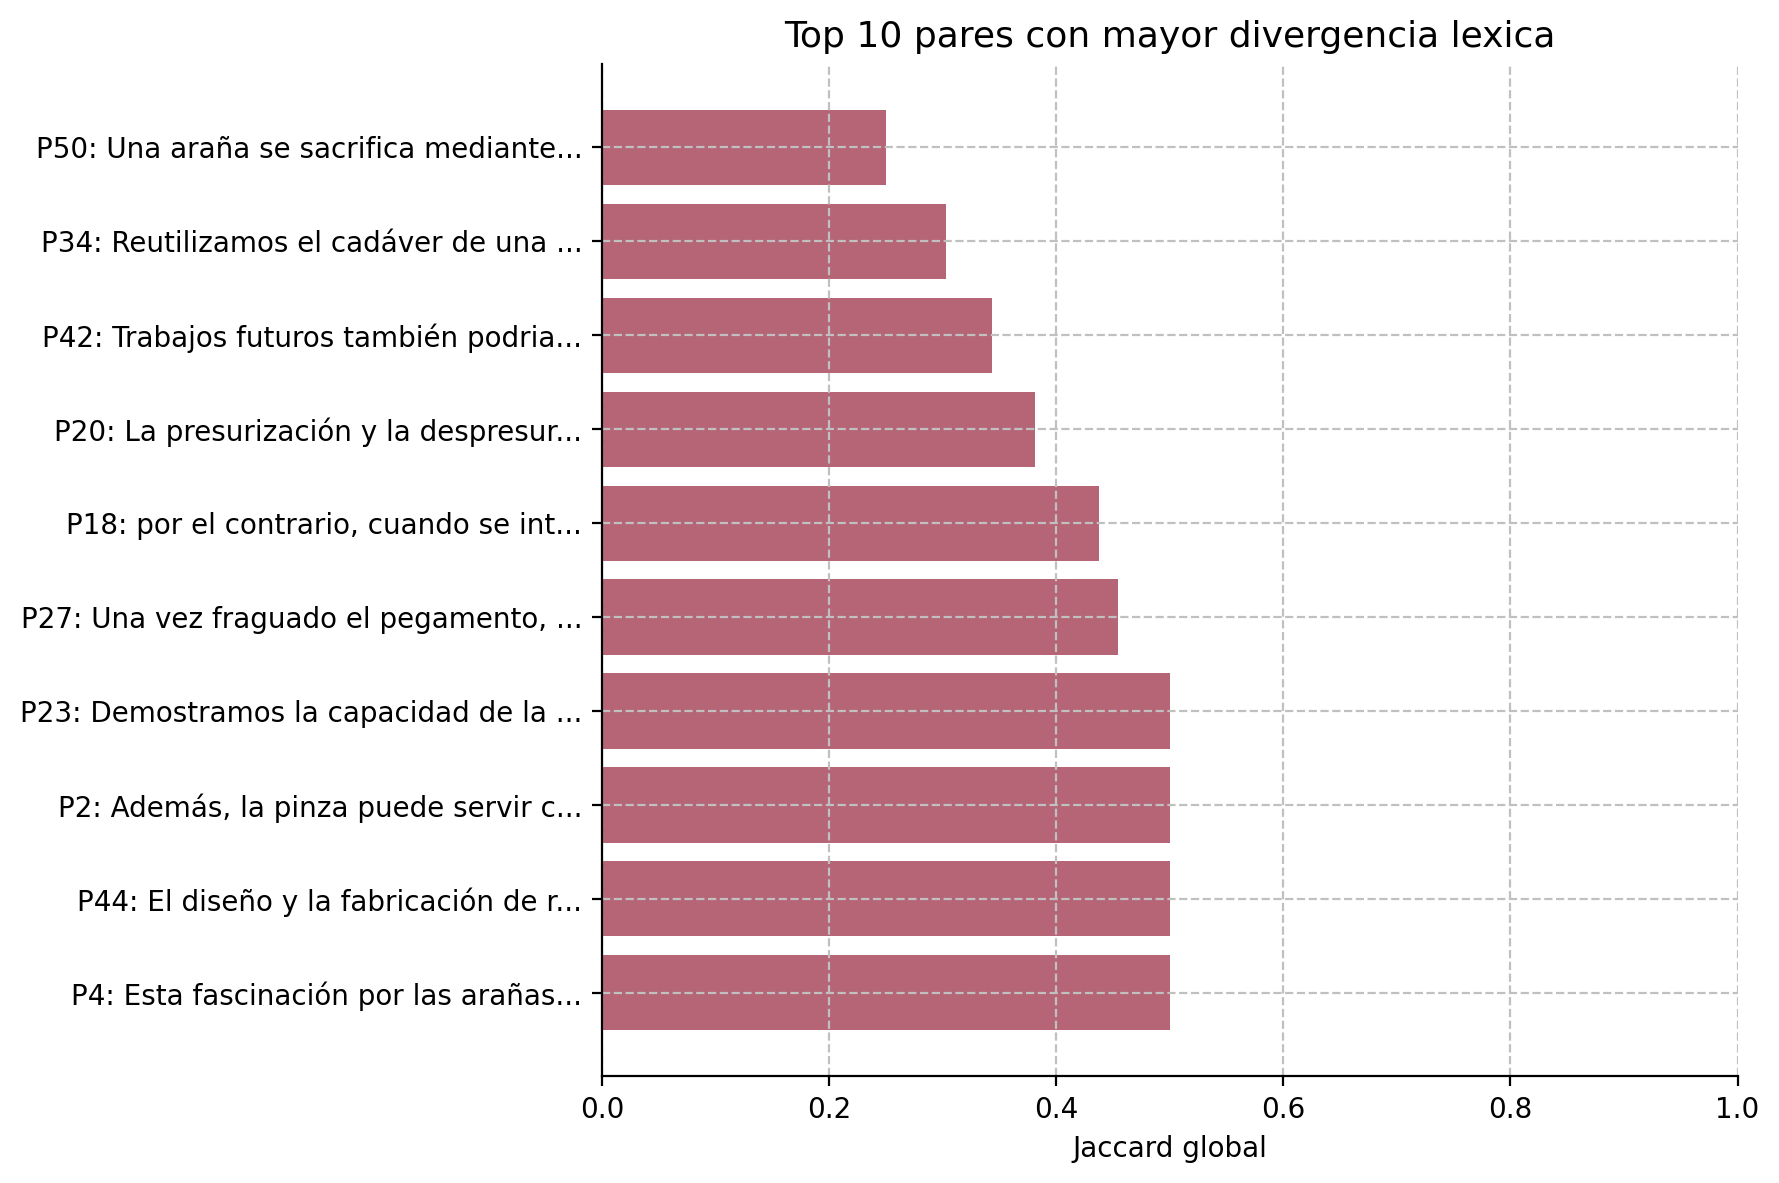 Top 10 pares con mayor divergencia lexica
P50: Una araña se sacrifica mediante...
P34: Reutilizamos el cadáver de una ...
P42: Trabajos futuros también podria...
P20: La presurización y la despresur...
P18: por el contrario, cuando se int...
P27: Una vez fraguado el pegamento, ...
P23: Demostramos la capacidad de la ...
P2: Además, la pinza puede servir c...
P44: El diseño y la fabricación de r...
P4: Esta fascinación por las arañas...
0.0 0.2 0.4 0.6 0.8 1.0
Jaccard global